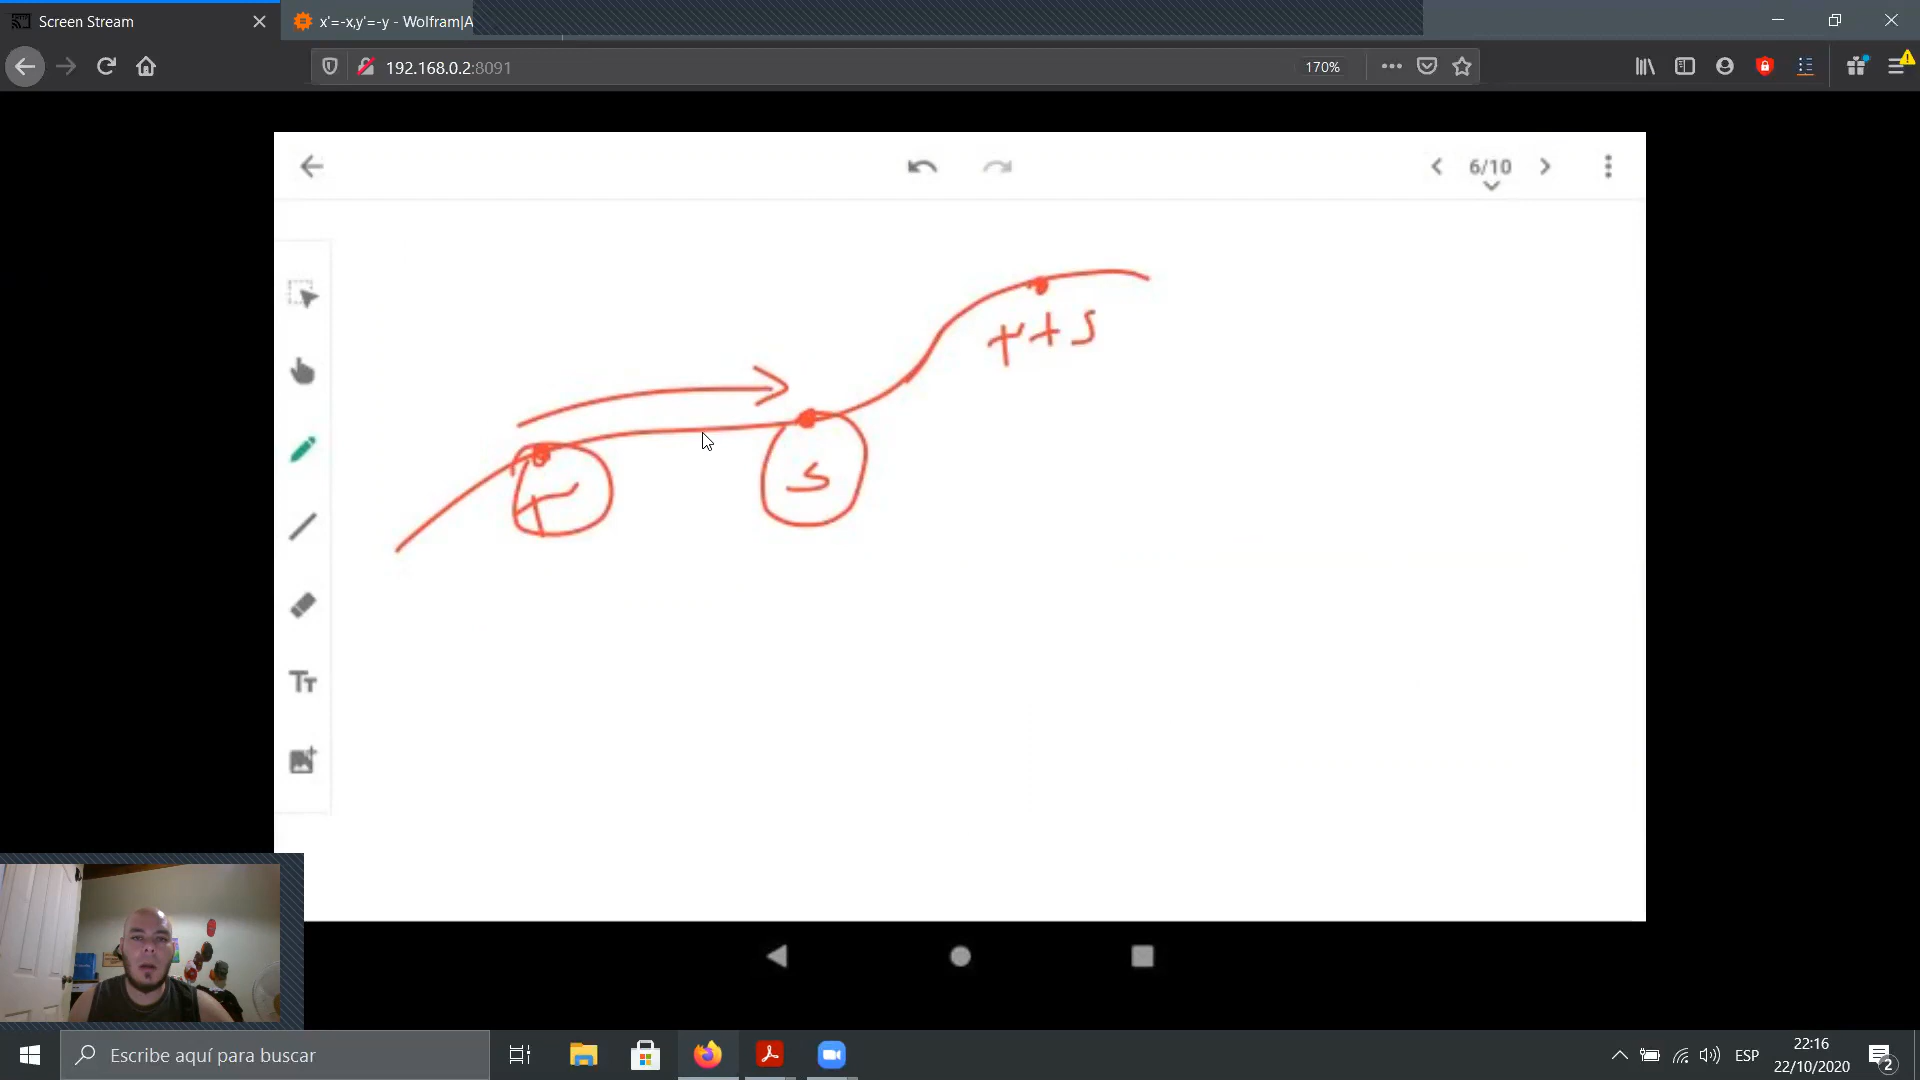 Screen Stream
x'=-x,y'=-y - Wolfram|A
192.168.0.2:8091
170%
6/10
r+s
r
s
Escribe aquí para buscar
ESP
22:16
22/10/2020
2